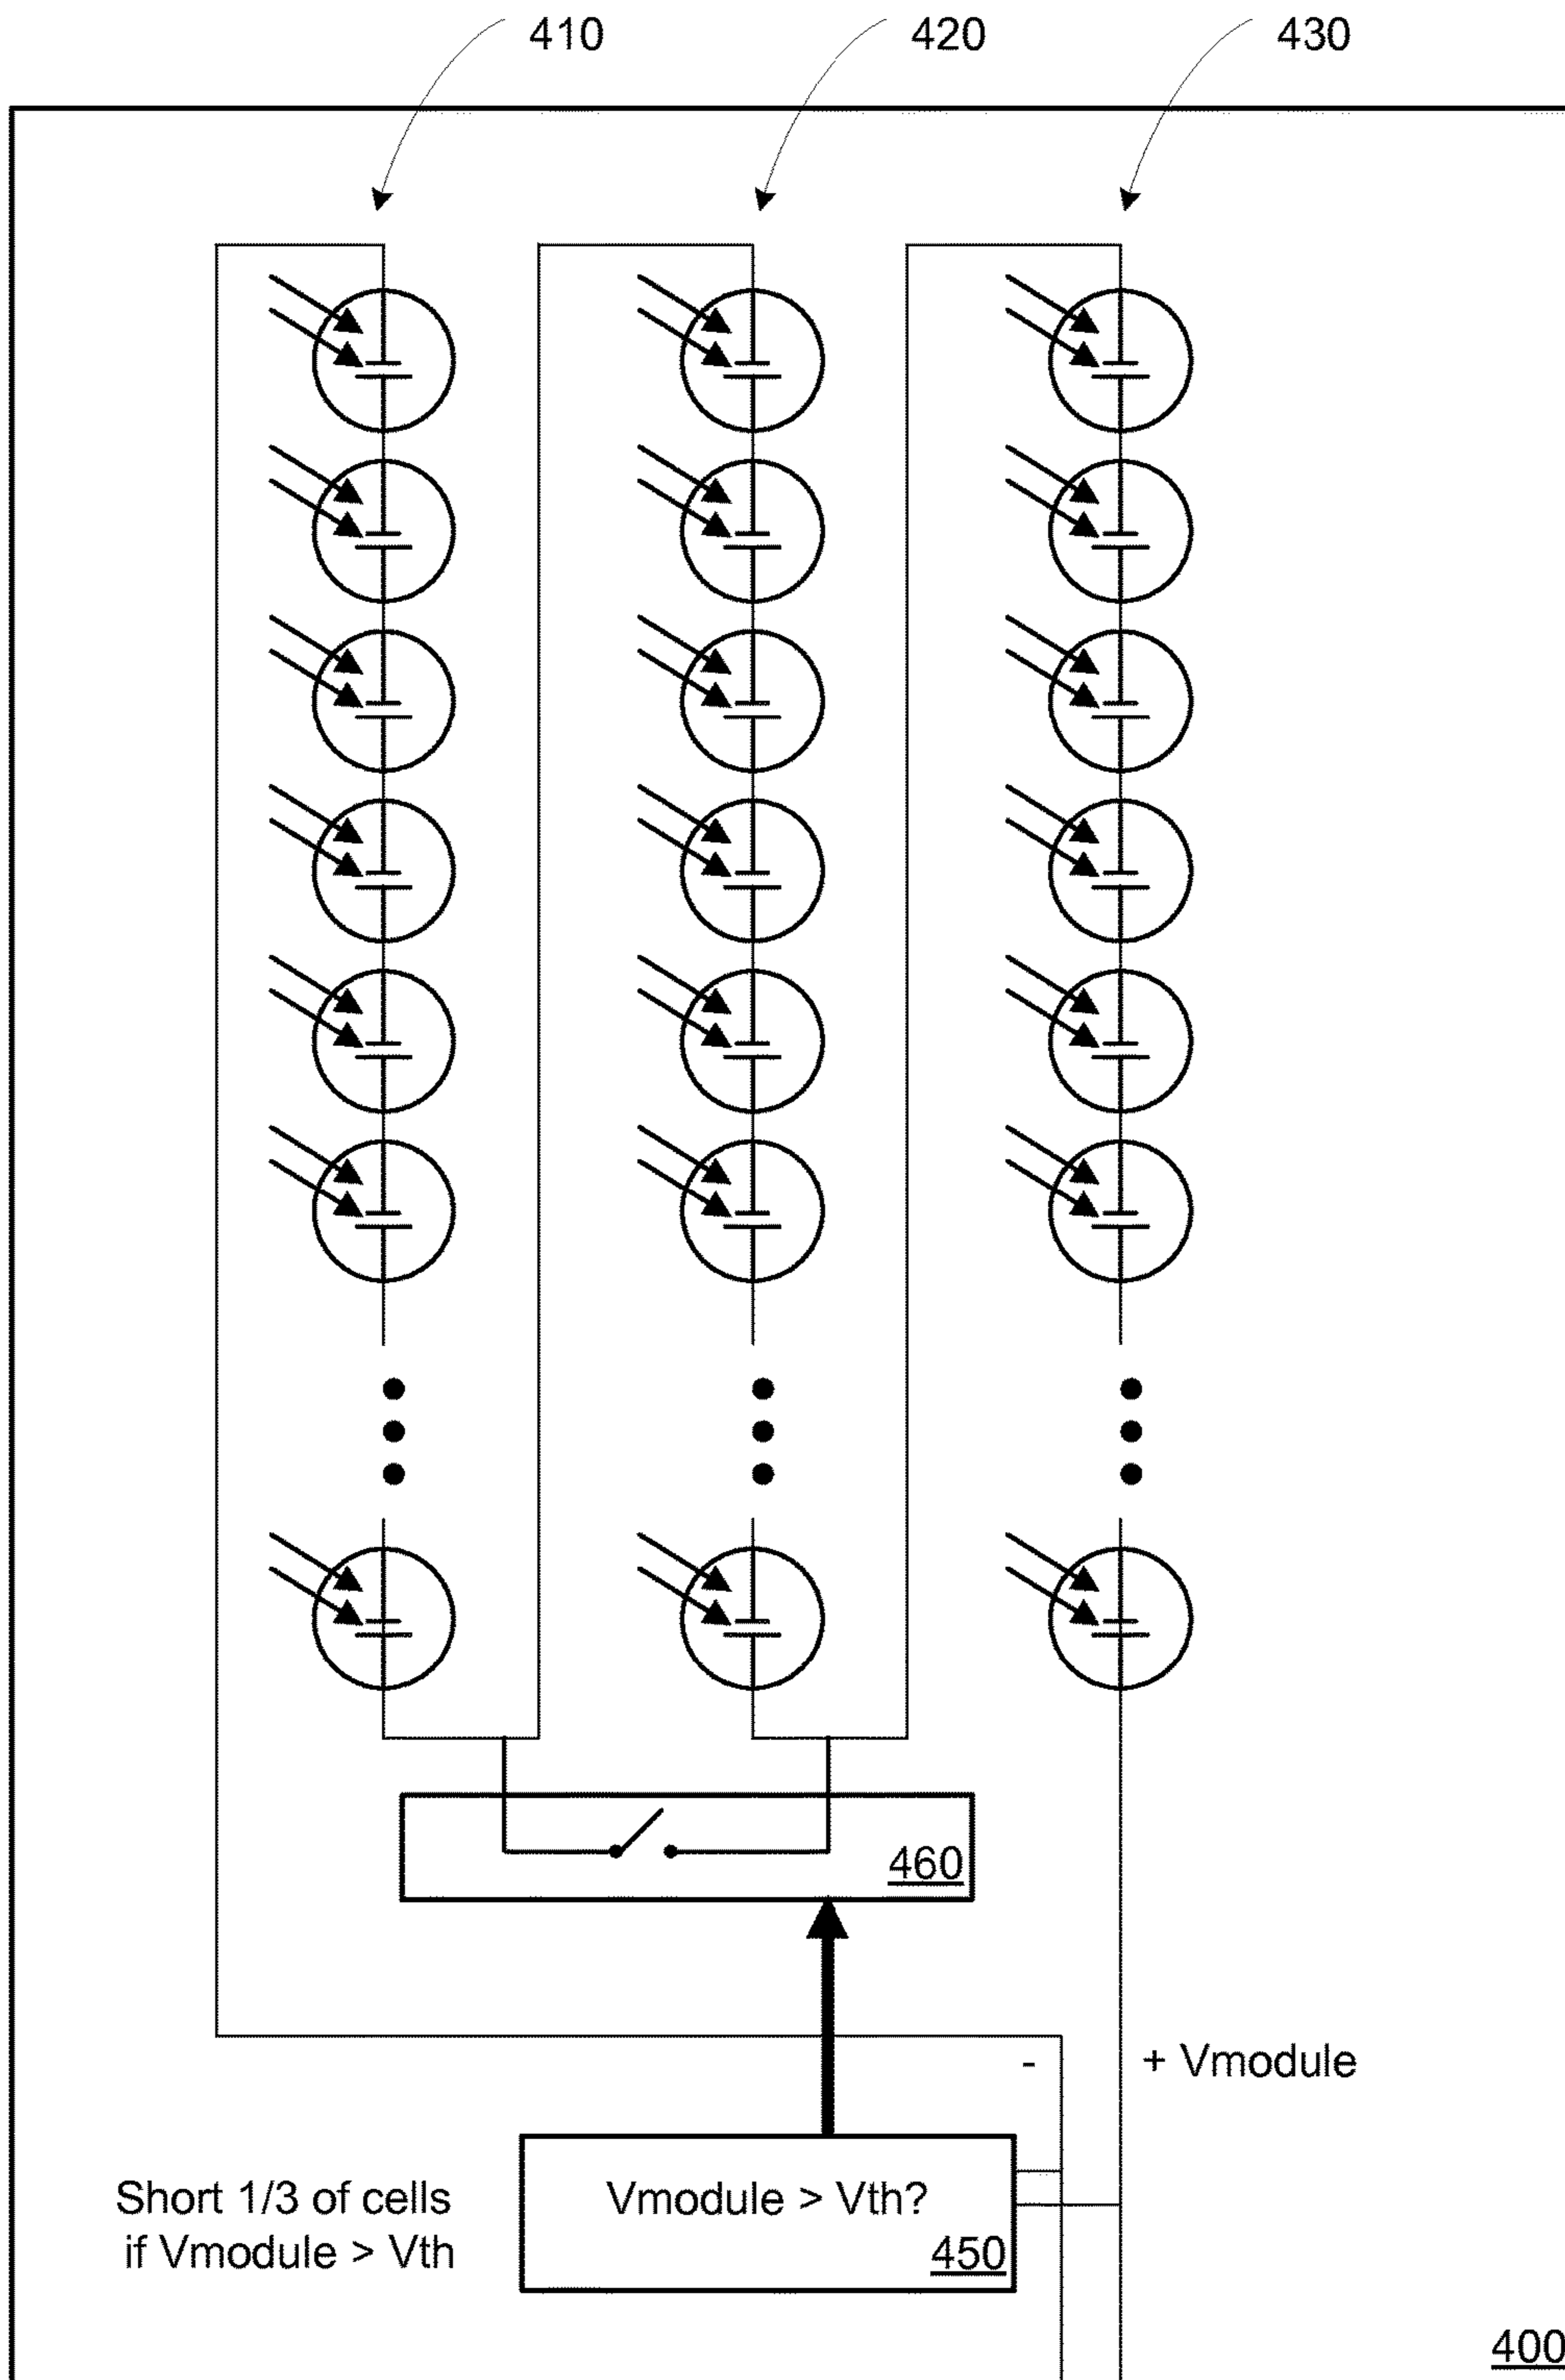 410
420
430
460
-
+ Vmodule
Short 1/3 of cells
if Vmodule > Vth
Vmodule > Vth?
450
400